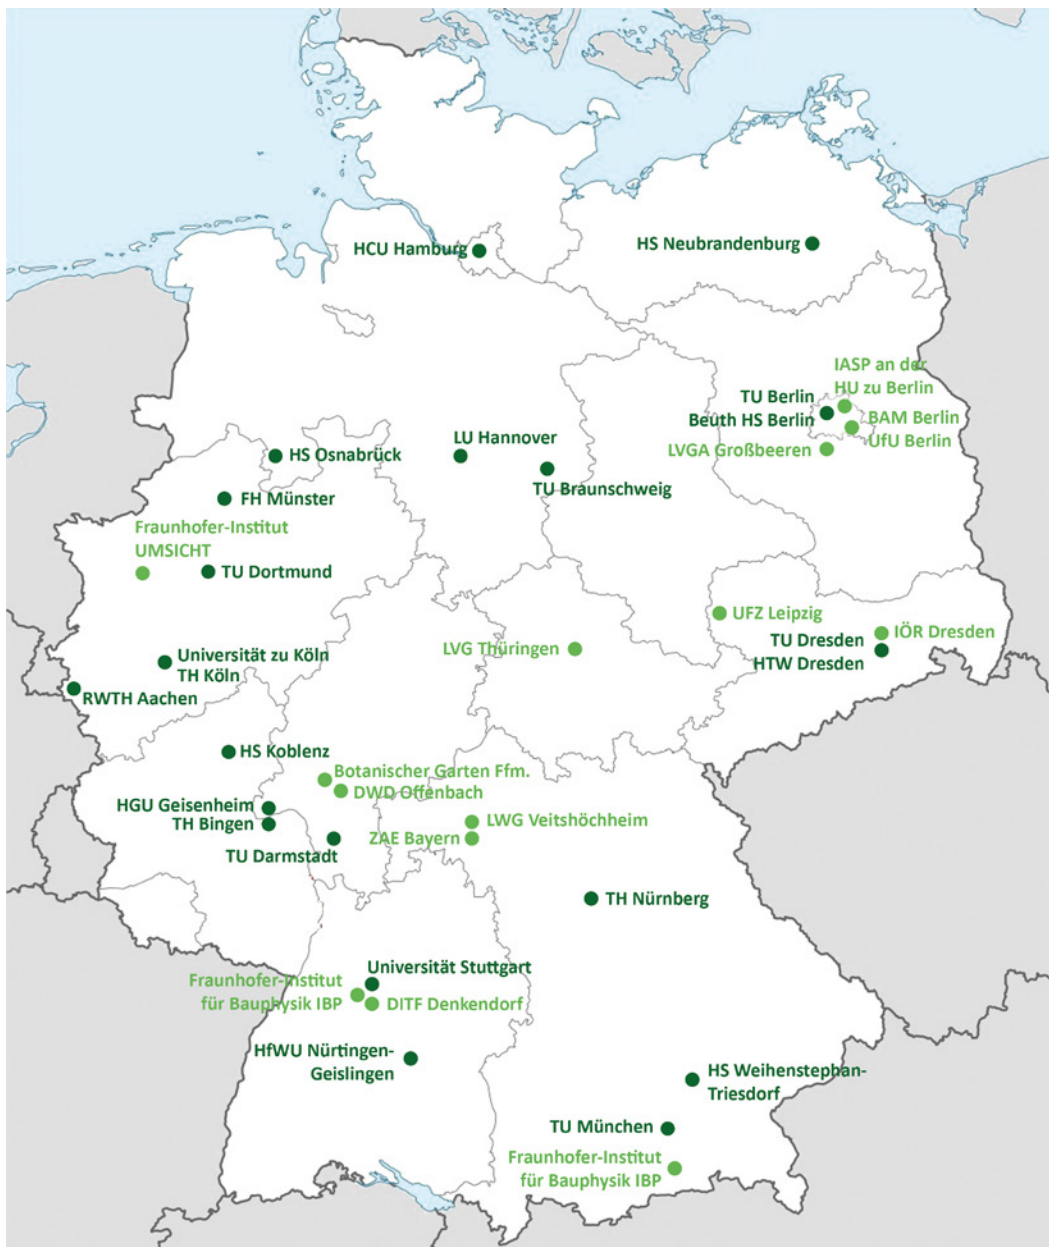 HCU Hamburg
HS Neubrandenburg
IASP an der
HU zu Berlin
TU Berlin
Beuth HS Berlin
BAM Berlin
UfU Berlin
LVGA Großbeeren
LU Hannover
HS Osnabrück
TU Braunschweig
FH Münster
Fraunhofer-Institut
UMSICHT
TU Dortmund
UFZ Leipzig
IÖR Dresden
TU Dresden
HTW Dresden
LVG Thüringen
Universität zu Köln
TH Köln
RWTH Aachen
HS Koblenz
Botanischer Garten Ffm.
DWD Offenbach
HGU Geisenheim
TH Bingen
LWG Veitshöchheim
ZAE Bayern
TU Darmstadt
TH Nürnberg
Universität Stuttgart
Fraunhofer-Institut
für Bauphysik IBP
DITF Denkendorf
HfWU Nürtingen-
Geislingen
HS Weihenstephan-
Triesdorf
TU München
Fraunhofer-Institut
für Bauphysik IBP